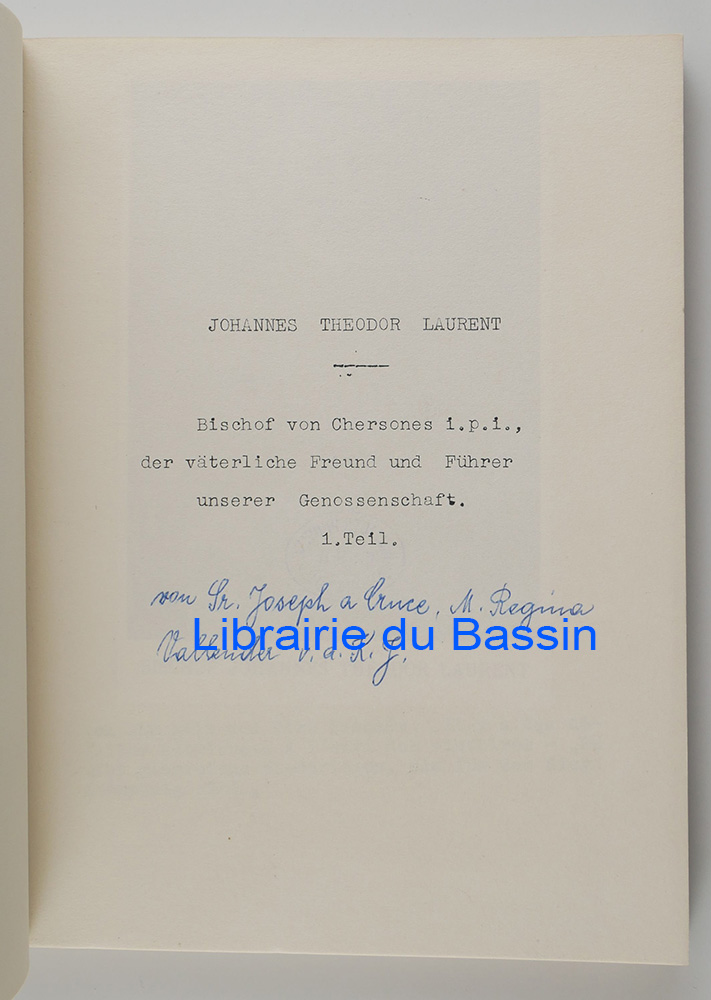 JOHANNES THEODOR LAURENT
Bischof von Chersones i.p.i.,
der väterliche Freund und Führer
unserer Genossenschaft.
1.Teil.
von Sr. Joseph a Cruce, M. Regina
Librairie du Bassin
Vallender v. a. K. J.